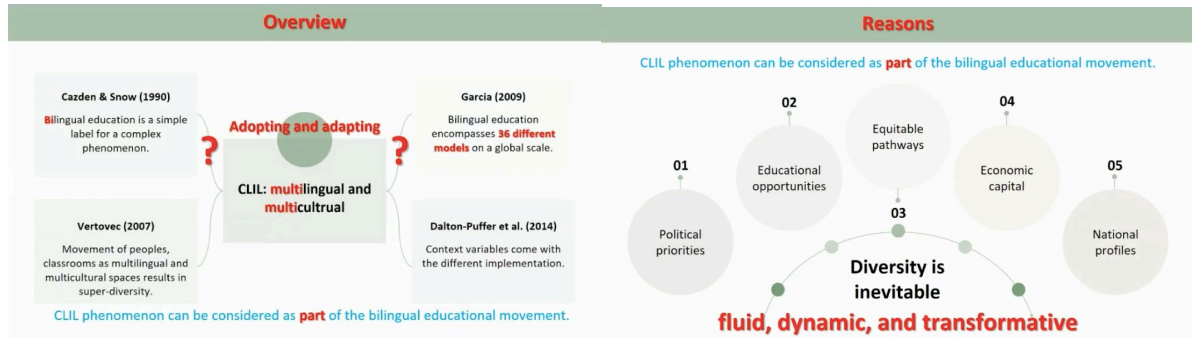 Overview
Cazden & Snow (1990)
Bilingual education is a simple
label for a complex
phenomenon.
Adopting and adapting
?
?
Garcia (2009)
Bilingual education
encompasses 36 different
models on a global scale.
CLIL: multilingual and
multicultrual
Vertovec (2007)
Movement of peoples,
classrooms as multilingual and
multicultural spaces results in
super-diversity.
Dalton-Puffer et al. (2014)
Context variables come with
the different implementation.
CLIL phenomenon can be considered as part of the bilingual educational movement.
Reasons
CLIL phenomenon can be considered as part of the bilingual educational movement.
01
Political
priorities
02
Educational
opportunities
Equitable
pathways
03
04
Economic
capital
05
National
profiles
Diversity is
inevitable
fluid, dynamic, and transformative